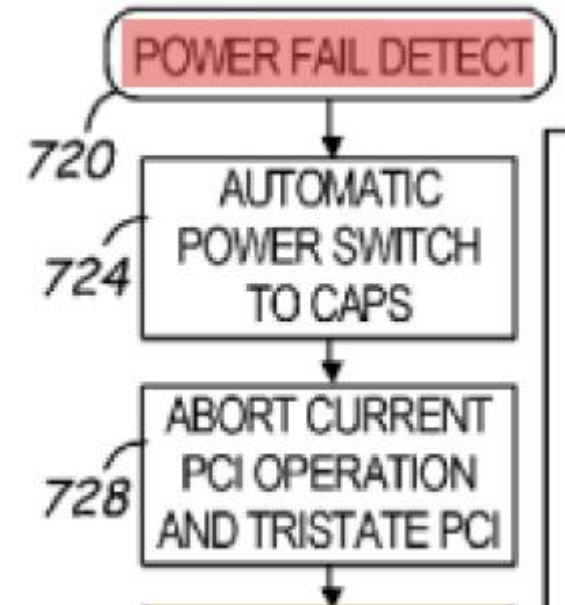 POWER FAIL DETECT
720
AUTOMATIC
POWER SWITCH
TO CAPS
724
ABORT CURRENT
PCI OPERATION
AND TRISTATE PCI
728